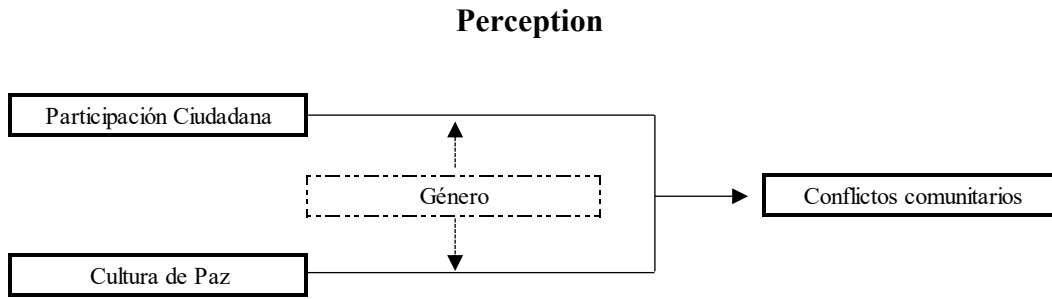 Perception
Participación Ciudadana
Género
Conflictos comunitarios
Cultura de Paz